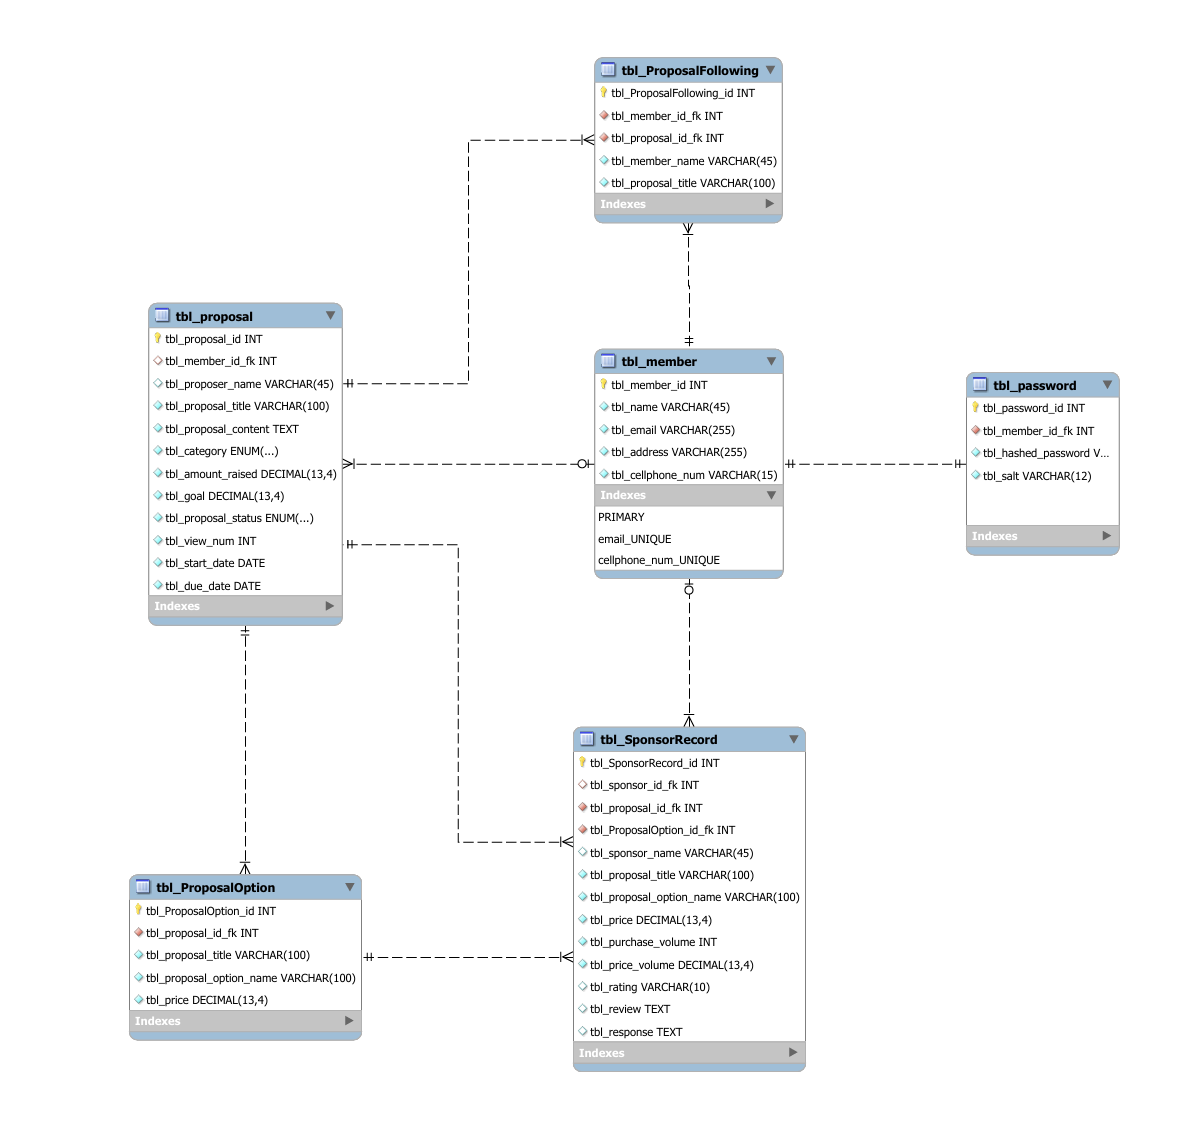 tbl_ProposalFollowing
tbl_ProposalFollowing_id INT
tbl_member_id_fk INT
tbl_proposal_id_fk INT
tbl_member_name VARCHAR(45)
tbl_proposal_title VARCHAR(100)
Indexes
tbl_proposal
tbl_proposal_id INT
tbl_member_id_fk INT
tbl_proposer_name VARCHAR(45)
tbl_proposal_title VARCHAR(100)
tbl_proposal_content TEXT
tbl_category ENUM(...)
tbl_amount_raised DECIMAL(13,4)
tbl_goal DECIMAL(13,4)
tbl_proposal_status ENUM(...)
tbl_view_num INT
tbl_start_date DATE
tbl_due_date DATE
Indexes
tbl_member
tbl_member_id INT
tbl_name VARCHAR(45)
tbl_email VARCHAR(255)
tbl_address VARCHAR(255)
tbl_cellphone_num VARCHAR(15)
Indexes
PRIMARY
email_UNIQUE
cellphone_num_UNIQUE
tbl_password
tbl_password_id INT
tbl_member_id_fk INT
tbl_hashed_password V...
tbl_salt VARCHAR(12)
Indexes
tbl_SponsorRecord
tbl_SponsorRecord_id INT
tbl_sponsor_id_fk INT
tbl_proposal_id_fk INT
tbl_ProposalOption_id_fk INT
tbl_sponsor_name VARCHAR(45)
tbl_proposal_title VARCHAR(100)
tbl_proposal_option_name VARCHAR(100)
tbl_price DECIMAL(13,4)
tbl_purchase_volume INT
tbl_price_volume DECIMAL(13,4)
tbl_rating VARCHAR(10)
tbl_review TEXT
tbl_response TEXT
Indexes
tbl_ProposalOption
tbl_ProposalOption_id INT
tbl_proposal_id_fk INT
tbl_proposal_title VARCHAR(100)
tbl_proposal_option_name VARCHAR(100)
tbl_price DECIMAL(13,4)
Indexes